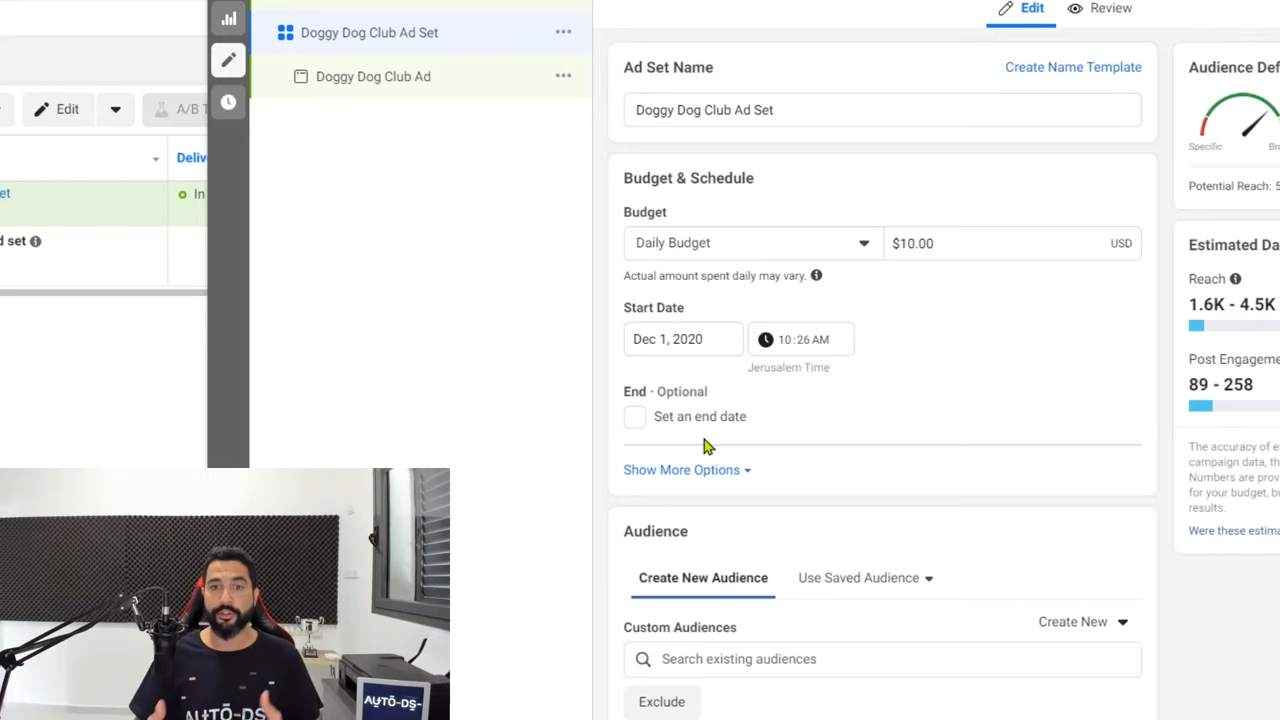 Doggy Dog Club Ad Set
Doggy Dog Club Ad
Edit
A/B T
Deliv
et
In
d set
Edit
Review
Ad Set Name
Create Name Template
Doggy Dog Club Ad Set
Budget & Schedule
Budget
Daily Budget
$10.00
USD
Actual amount spent daily may vary.
Start Date
Dec 1, 2020
10:26 AM
Jerusalem Time
End · Optional
Set an end date
Show More Options
Audience
Create New Audience
Use Saved Audience
Custom Audiences
Create New
Search existing audiences
Exclude
Audience Def
Specific
Bro
Potential Reach: 5
Estimated Da
Reach
1.6K - 4.5K
Post Engageme
89 - 258
The accuracy of e
campaign data, th
Numbers are prov
for your budget, bu
results.
Were these estima
AUTO-DS-
AUTO-DS